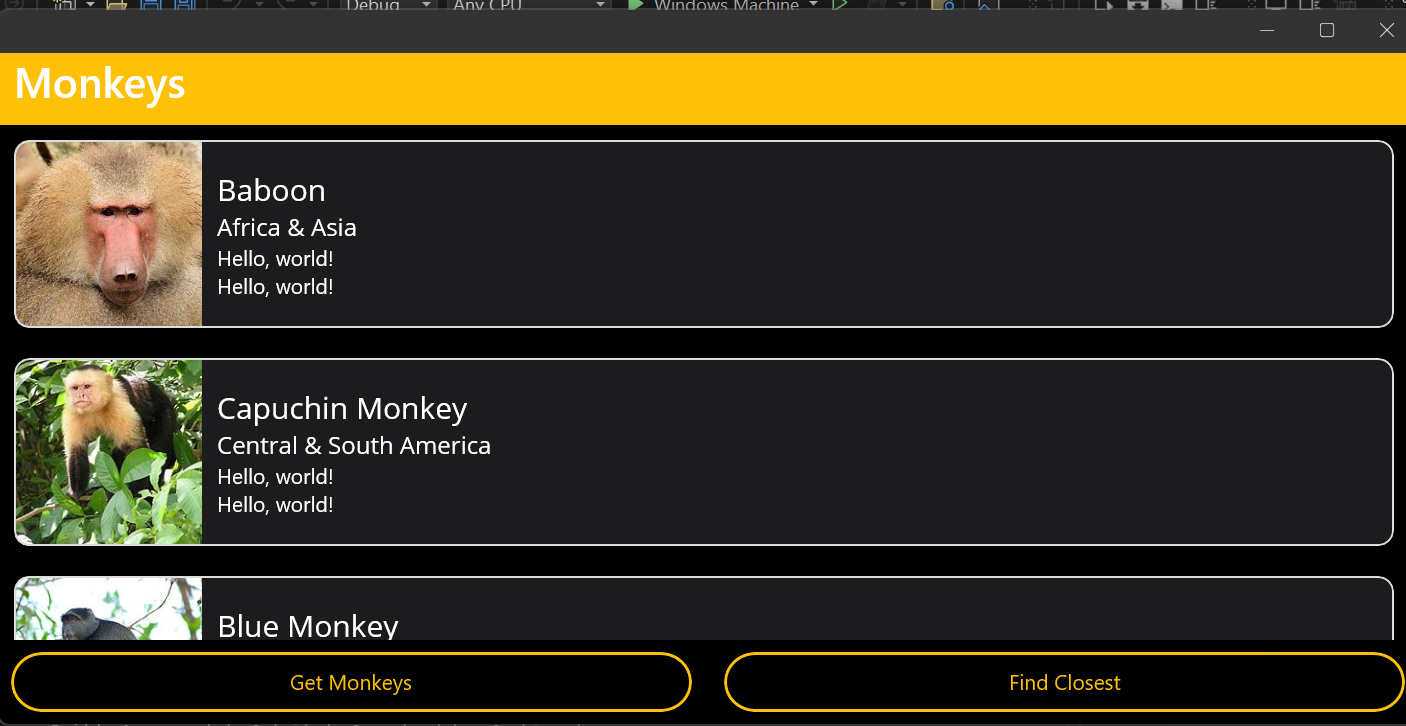 Debug Any CPU Windows Machine
Monkeys
Baboon
Africa & Asia
Hello, world!
Hello, world!
Capuchin Monkey
Central & South America
Hello, world!
Hello, world!
Blue Monkey
Get Monkeys Find Closest